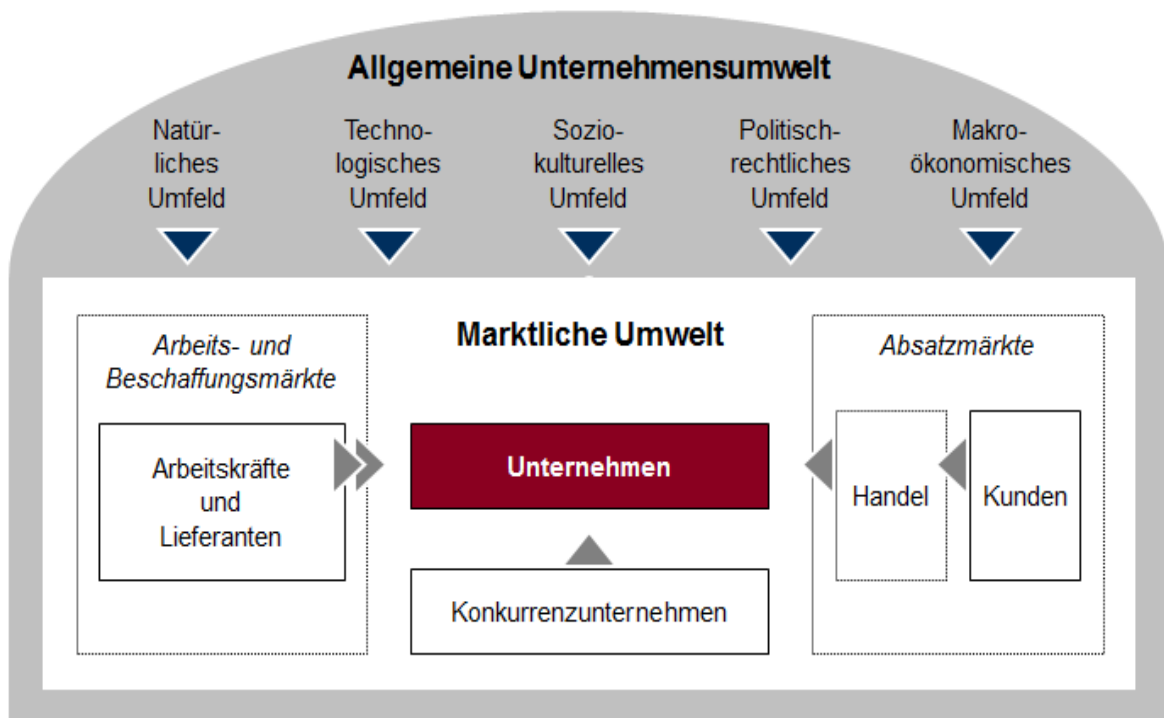 Allgemeine Unternehmensumwelt
Natür-
liches
Umfeld
Techno-
logisches
Umfeld
Sozio-
kulturelles
Umfeld
Politisch-
rechtliches
Umfeld
Makro-
ökonomisches
Umfeld
Marktliche Umwelt
Arbeits- und
Beschaffungsmärkte
Arbeitskräfte
und
Lieferanten
Unternehmen
Konkurrenzunternehmen
Absatzmärkte
Handel
Kunden